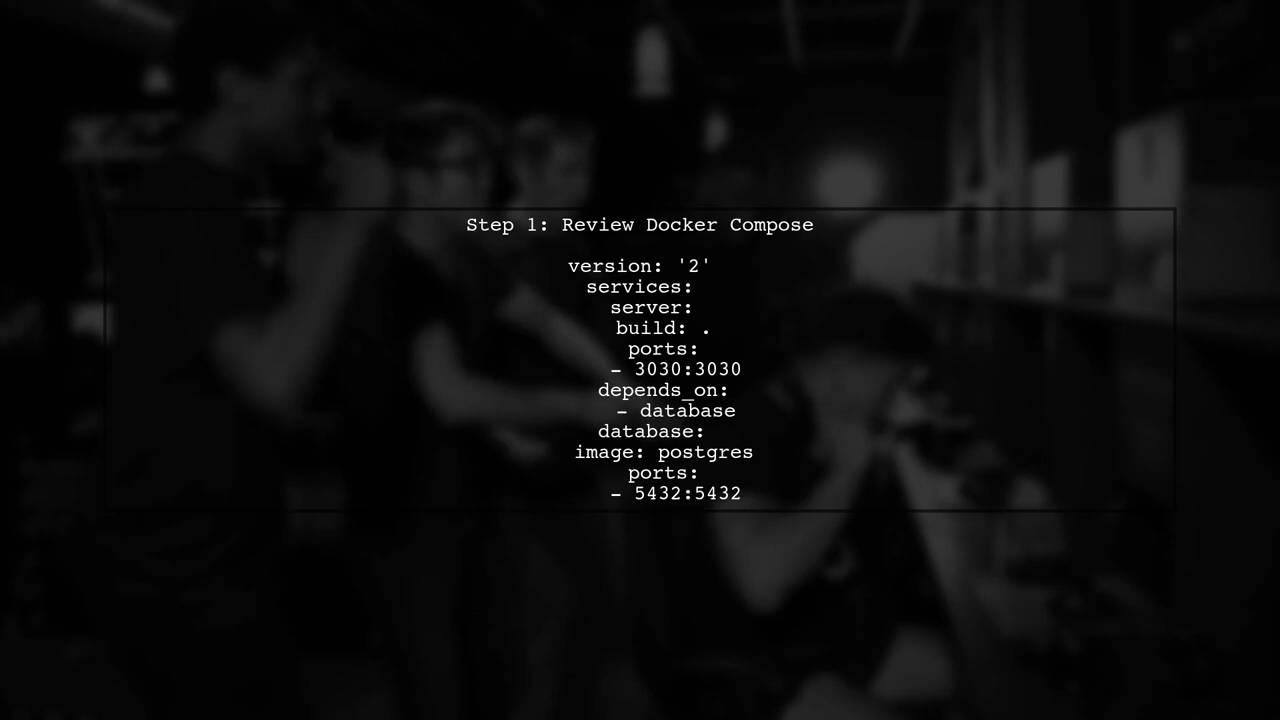 Step 1: Review Docker Compose
version: '2'
services:
server:
build: .
ports:
- 3030:3030
depends_on:
- database
database:
image: postgres
ports:
- 5432:5432